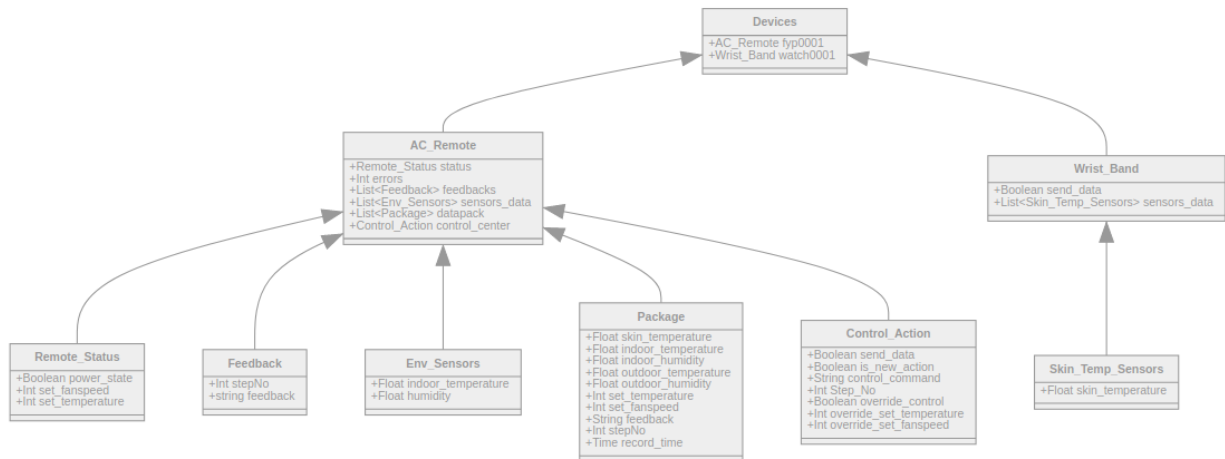 Devices
+AC_Remote fyp0001
+Wrist_Band watch0001
AC_Remote
+Remote_Status status
+Int errors
+List<Feedback> feedbacks
+List<Env_Sensors> sensors_data
+List<Package> datapack
+Control_Action control_center
Wrist_Band
+Boolean send_data
+List<Skin_Temp_Sensors> sensors_data
Remote_Status
+Boolean power_state
+Int set_fanspeed
+Int set_temperature
Feedback
+Int stepNo
+string feedback
Env_Sensors
+Float indoor_temperature
+Float humidity
Package
+Float skin_temperature
+Float indoor_temperature
+Float indoor_humidity
+Float outdoor_temperature
+Float outdoor_humidity
+Int set_temperature
+Int set_fanspeed
+String feedback
+Int stepNo
+Time record_time
Control_Action
+Boolean send_data
+Boolean is_new_action
+String control_command
+Int Step_No
+Boolean override_control
+Int override_set_temperature
+Int override_set_fanspeed
Skin_Temp_Sensors
+Float skin_temperature